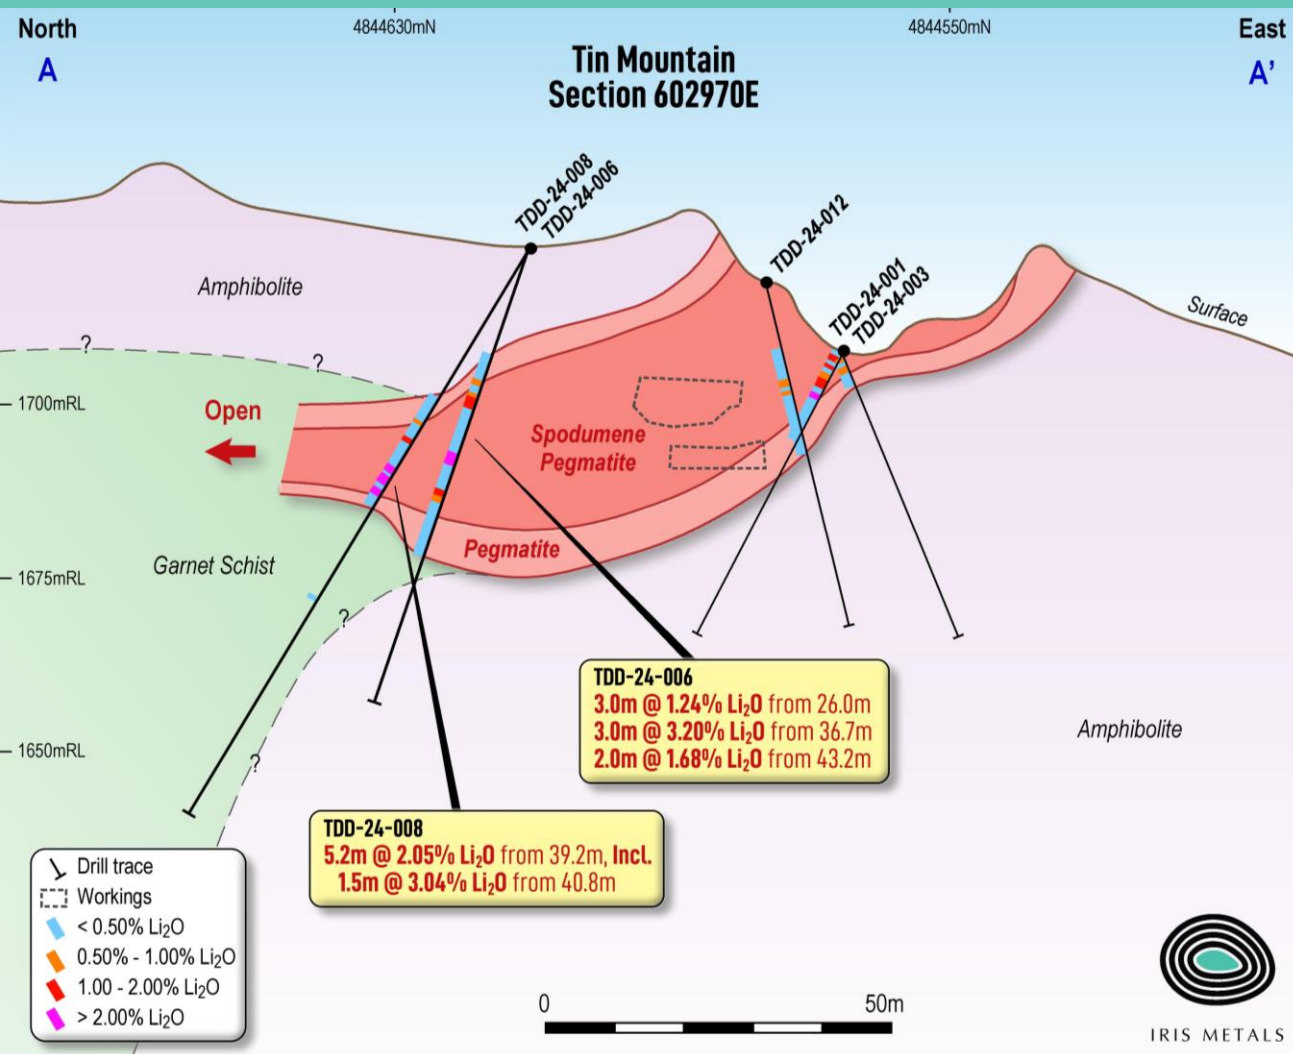 North
4844630mN
4844550mN
East
A
A'
Tin Mountain
Section 602970E
TDD-24-008
TDD-24-006
TDD-24-012
TDD-24-001
TDD-24-003
Amphibolite
Surface
?
?
1700mRL
Open
Spodumene
Pegmatite
Pegmatite
Garnet Schist
1675mRL
?
TDD-24-006
3.0m @ 1.24% Li₂O from 26.0m
3.0m @ 3.20% Li₂O from 36.7m
2.0m @ 1.68% Li₂O from 43.2m
Amphibolite
1650mRL
?
TDD-24-008
5.2m @ 2.05% Li₂O from 39.2m, Incl.
1.5m @ 3.04% Li₂O from 40.8m
Drill trace
Workings
< 0.50% Li₂O
0.50% - 1.00% Li₂O
1.00 - 2.00% Li₂O
> 2.00% Li₂O
0
50m
IRIS METALS